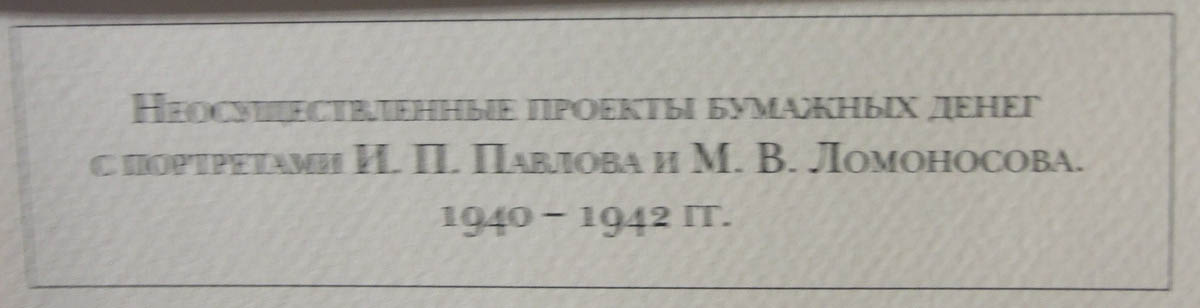 Неосуществленные проекты бумажных денег
с портретами И. П. Павлова и М. В. Ломоносова.
1940 – 1942 гг.